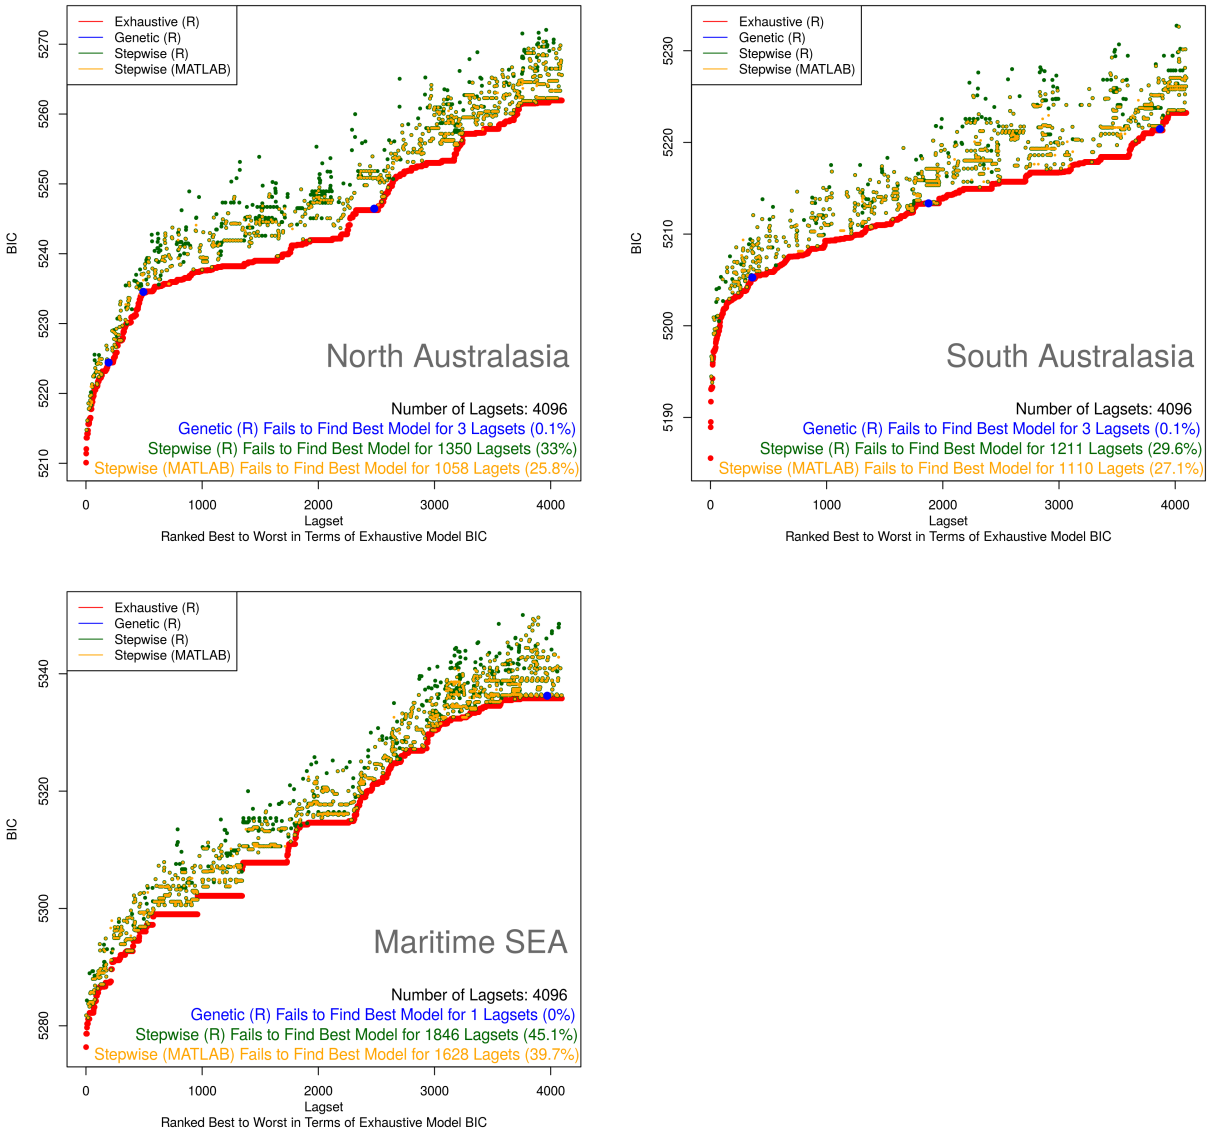 Exhaustive (R)
Genetic (R)
Stepwise (R)
Stepwise (MATLAB)
BIC
5270
5260
5250
5240
5230
5220
5210
North Australasia
Number of Lagsets: 4096
Genetic (R) Fails to Find Best Model for 3 Lagsets (0.1%)
Stepwise (R) Fails to Find Best Model for 1350 Lagsets (33%)
Stepwise (MATLAB) Fails to Find Best Model for 1058 Lagets (25.8%)
0 1000 2000 3000 4000
Lagset
Ranked Best to Worst in Terms of Exhaustive Model BIC
Exhaustive (R)
Genetic (R)
Stepwise (R)
Stepwise (MATLAB)
BIC
5230
5220
5210
5200
5190
South Australasia
Number of Lagsets: 4096
Genetic (R) Fails to Find Best Model for 3 Lagsets (0.1%)
Stepwise (R) Fails to Find Best Model for 1211 Lagsets (29.6%)
Stepwise (MATLAB) Fails to Find Best Model for 1110 Lagets (27.1%)
0 1000 2000 3000 4000
Lagset
Ranked Best to Worst in Terms of Exhaustive Model BIC
Exhaustive (R)
Genetic (R)
Stepwise (R)
Stepwise (MATLAB)
BIC
5340
5320
5300
5280
Maritime SEA
Number of Lagsets: 4096
Genetic (R) Fails to Find Best Model for 1 Lagsets (0%)
Stepwise (R) Fails to Find Best Model for 1846 Lagsets (45.1%)
Stepwise (MATLAB) Fails to Find Best Model for 1628 Lagets (39.7%)
0 1000 2000 3000 4000
Lagset
Ranked Best to Worst in Terms of Exhaustive Model BIC